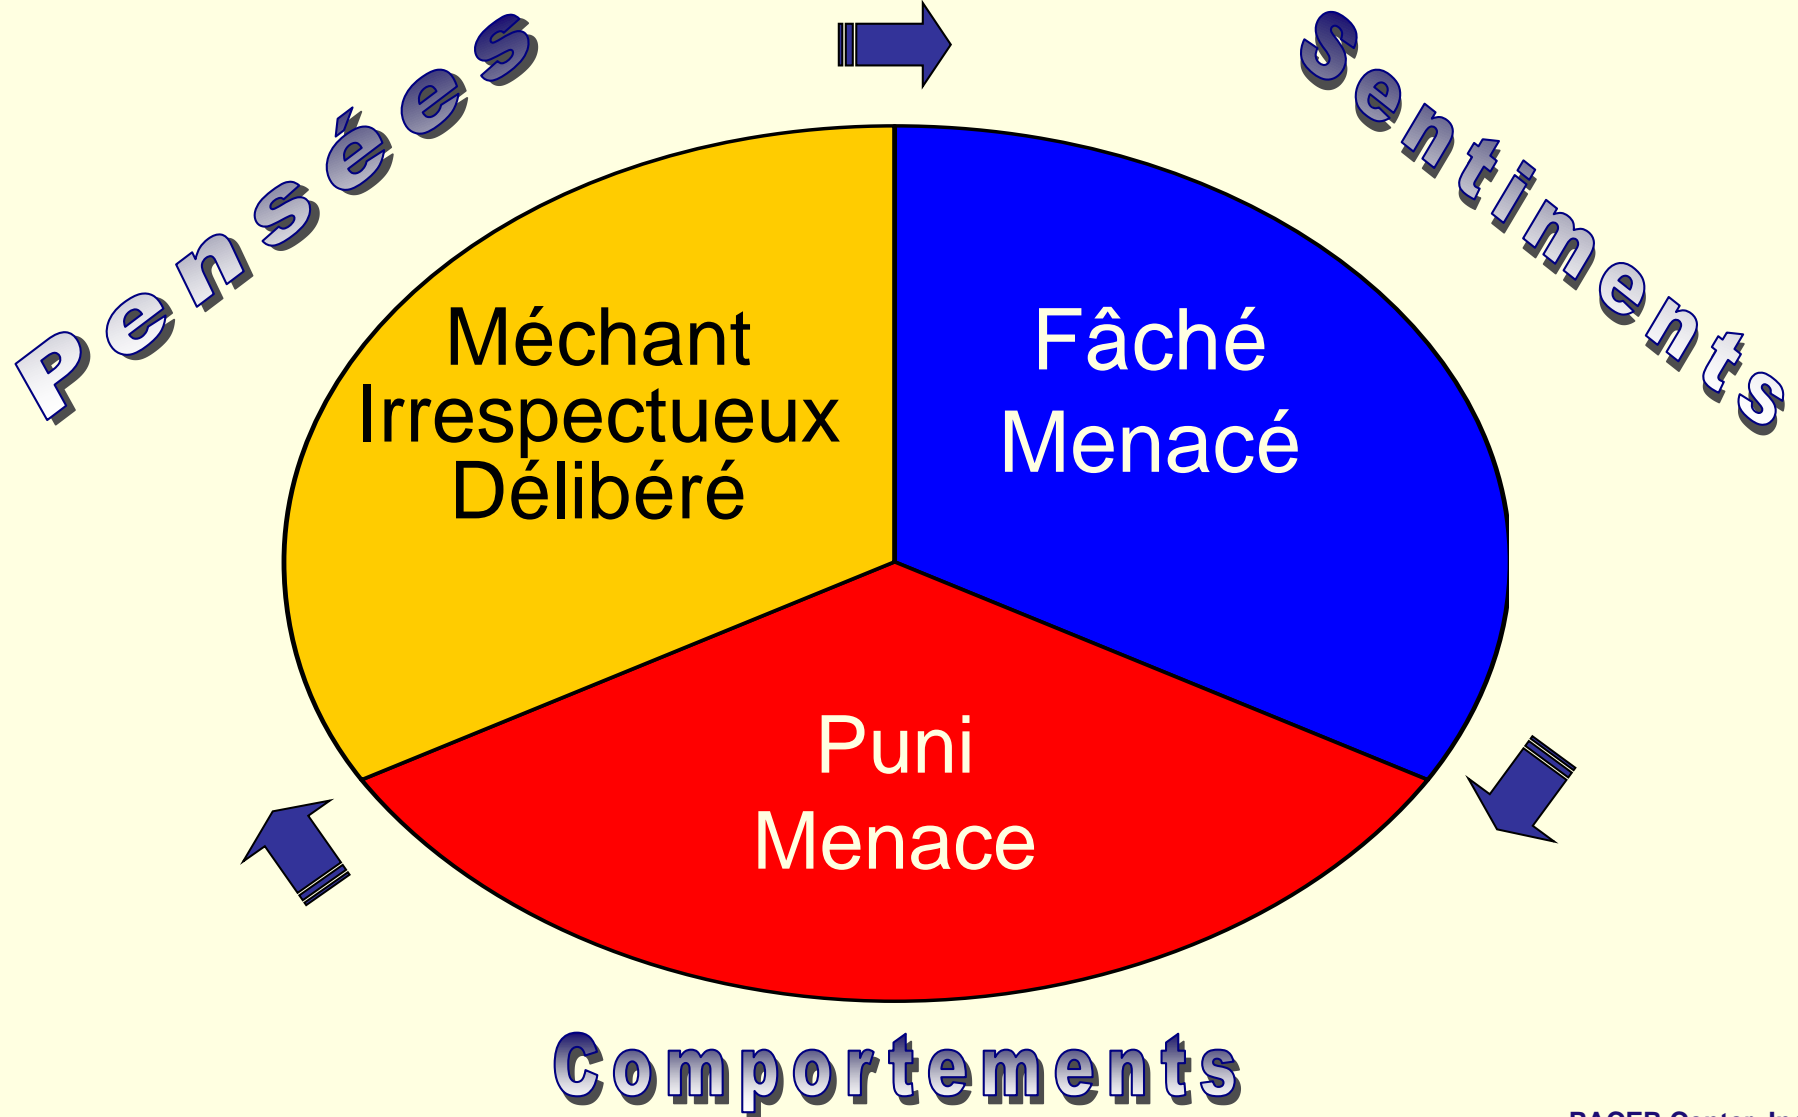 Pensées
Sentiments
Méchant
Irrespectueux
Délibéré
Fâché
Menacé
Puni
Menace
Comportements